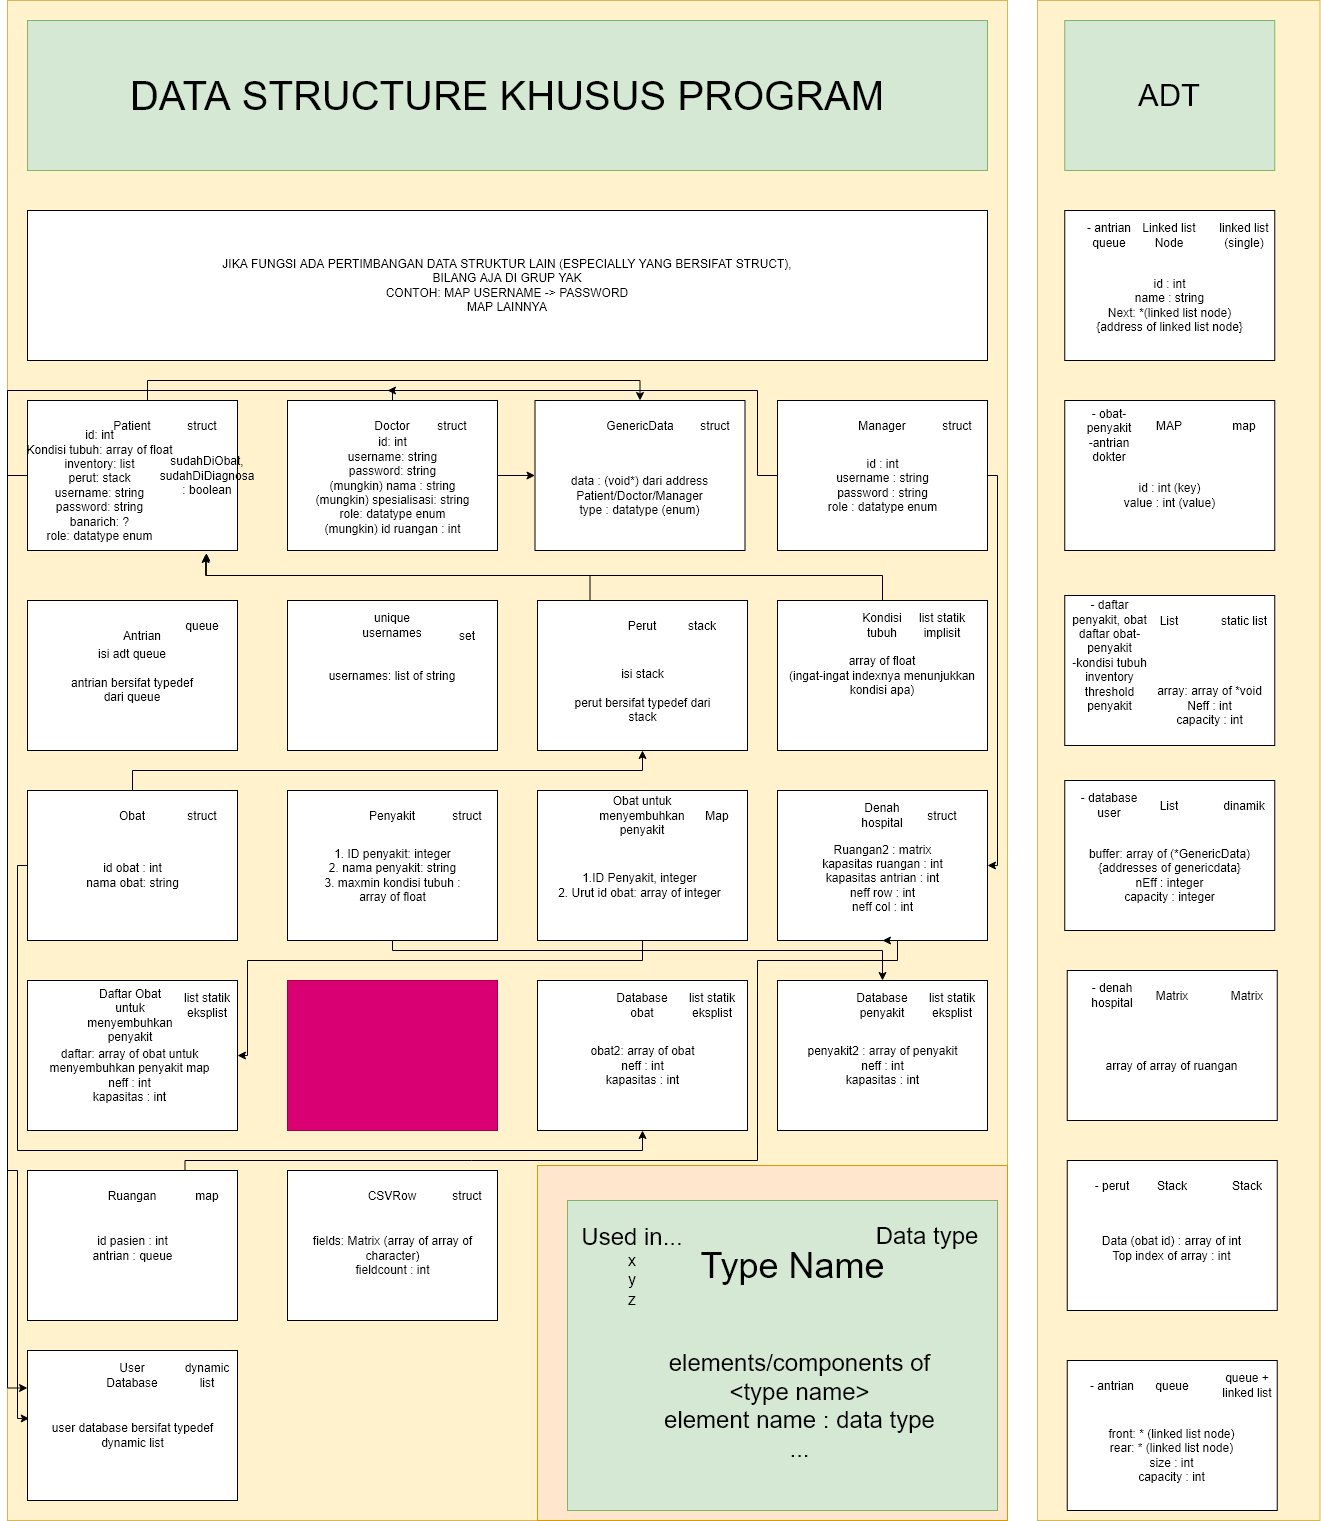 DATA STRUCTURE KHUSUS PROGRAM
JIKA FUNGSI ADA PERTIMBANGAN DATA STRUKTUR LAIN (ESPECIALLY YANG BERSIFAT STRUCT),
BILANG AJA DI GRUP YAK
CONTOH: MAP USERNAME -> PASSWORD
MAP LAINNYA
Patient
struct
id: int
Kondisi tubuh: array of float
inventory: list
perut: stack
username: string
password: string
banarich: ?
role: datatype enum
sudahDiObat,
sudahDiDiagnosa
: boolean
Doctor
struct
id: int
username: string
password: string
(mungkin) nama : string
(mungkin) spesialisasi: string
role: datatype enum
(mungkin) id ruangan : int
GenericData
struct
data : (void*) dari address
Patient/Doctor/Manager
type : datatype (enum)
Manager
struct
id : int
username : string
password : string
role : datatype enum
Antrian
queue
isi adt queue
antrian bersifat typedef
dari queue
unique
usernames
set
usernames: list of string
Perut
stack
isi stack
perut bersifat typedef dari
stack
Kondisi
tubuh
list statik
implisit
array of float
(ingat-ingat indexnya menunjukkan
kondisi apa)
Obat
struct
id obat : int
nama obat: string
Penyakit
struct
1. ID penyakit: integer
2. nama penyakit: string
3. maxmin kondisi tubuh :
array of float
Obat untuk
menyembuhkan
penyakit
Map
1.ID Penyakit, integer
2. Urut id obat: array of integer
Denah
hospital
struct
Ruangan2 : matrix
kapasitas ruangan : int
kapasitas antrian : int
neff row : int
neff col : int
Daftar Obat
untuk
menyembuhkan
penyakit
list statik
eksplist
daftar: array of obat untuk
menyembuhkan penyakit map
neff : int
kapasitas : int
Database
obat
list statik
eksplist
obat2: array of obat
neff : int
kapasitas : int
Database
penyakit
list statik
eksplist
penyakit2 : array of penyakit
neff : int
kapasitas : int
Ruangan
map
id pasien : int
antrian : queue
CSVRow
struct
fields: Matrix (array of array of
character)
fieldcount : int
User
Database
dynamic
list
user database bersifat typedef
dynamic list
Used in...
x
y
z
Type Name
Data type
elements/components of
<type name>
element name : data type
...
ADT
- antrian
queue
Linked list
Node
linked list
(single)
id : int
name : string
Next: *(linked list node)
{address of linked list node}
- obat-
penyakit
-antrian
dokter
MAP
map
id : int (key)
value : int (value)
- daftar
penyakit, obat
daftar obat-
penyakit
-kondisi tubuh
inventory
threshold
penyakit
List
static list
array: array of *void
Neff : int
capacity : int
- database
user
List
dinamik
buffer: array of (*GenericData)
{addresses of genericdata}
nEff : integer
capacity : integer
- denah
hospital
Matrix
Matrix
array of array of ruangan
- perut
Stack
Stack
Data (obat id) : array of int
Top index of array : int
- antrian
queue
queue +
linked list
front: * (linked list node)
rear: * (linked list node)
size : int
capacity : int